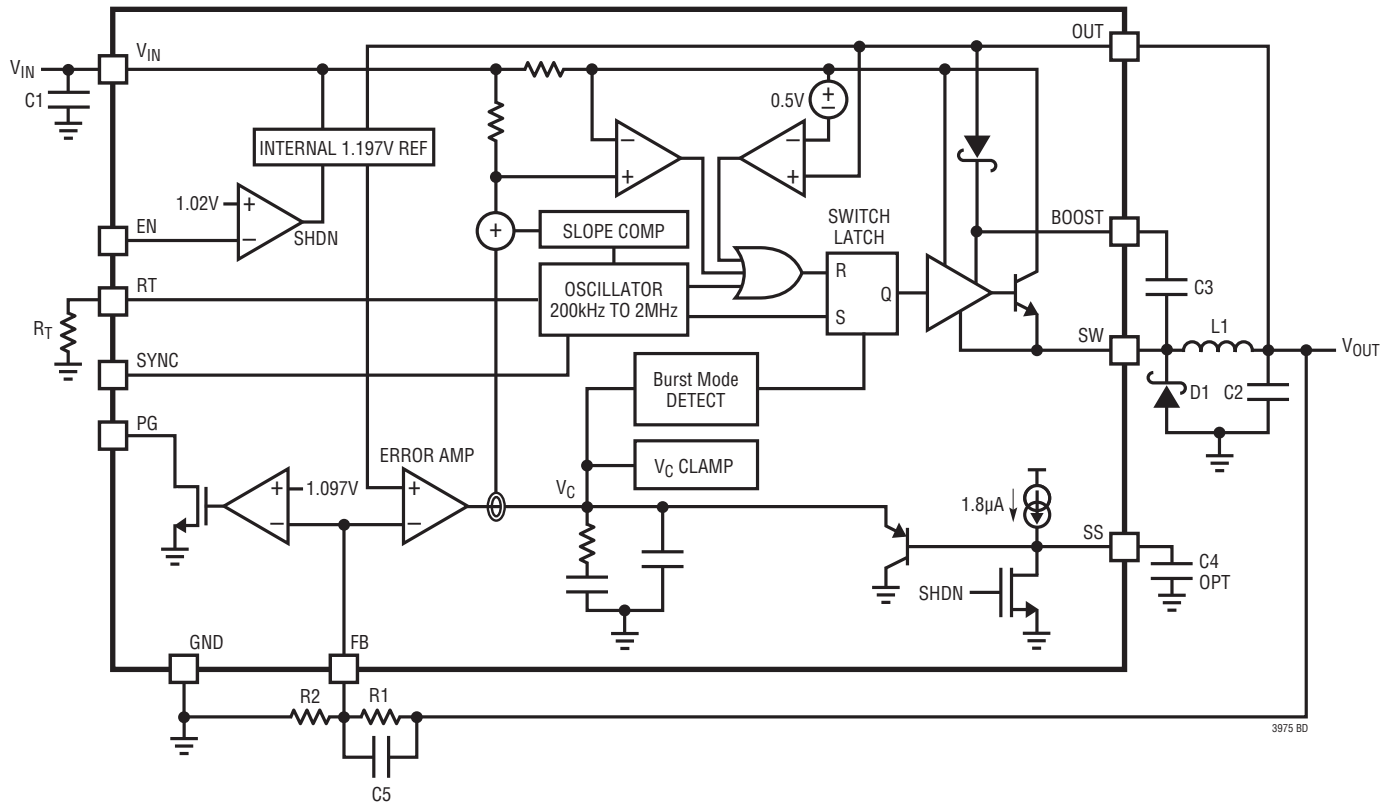 OUT
V_IN
V_IN
C1
0.5V
+
−
−
+
−
+
INTERNAL 1.197V REF
1.02V
+
−
SHDN
EN
BOOST
+
SLOPE COMP
SWITCH
LATCH
R
Q
S
RT
OSCILLATOR
200kHz TO 2MHz
C3
R_T
SW
L1
V_OUT
SYNC
D1
C2
Burst Mode
DETECT
PG
ERROR AMP
V_C CLAMP
+
1.097V
−
+
−
V_C
1.8µA
SS
C4
OPT
SHDN
GND
FB
R2
R1
C5
3975 BD